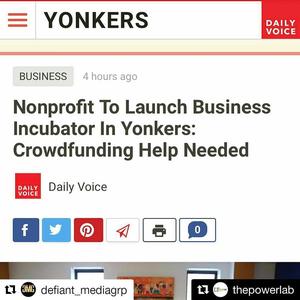 YONKERS
DAILY
VOICE
BUSINESS
4 hours ago
Nonprofit To Launch Business
Incubator In Yonkers:
Crowdfunding Help Needed
DAILY
VOICE
Daily Voice
0
defiant_mediagrp
thepowerlab